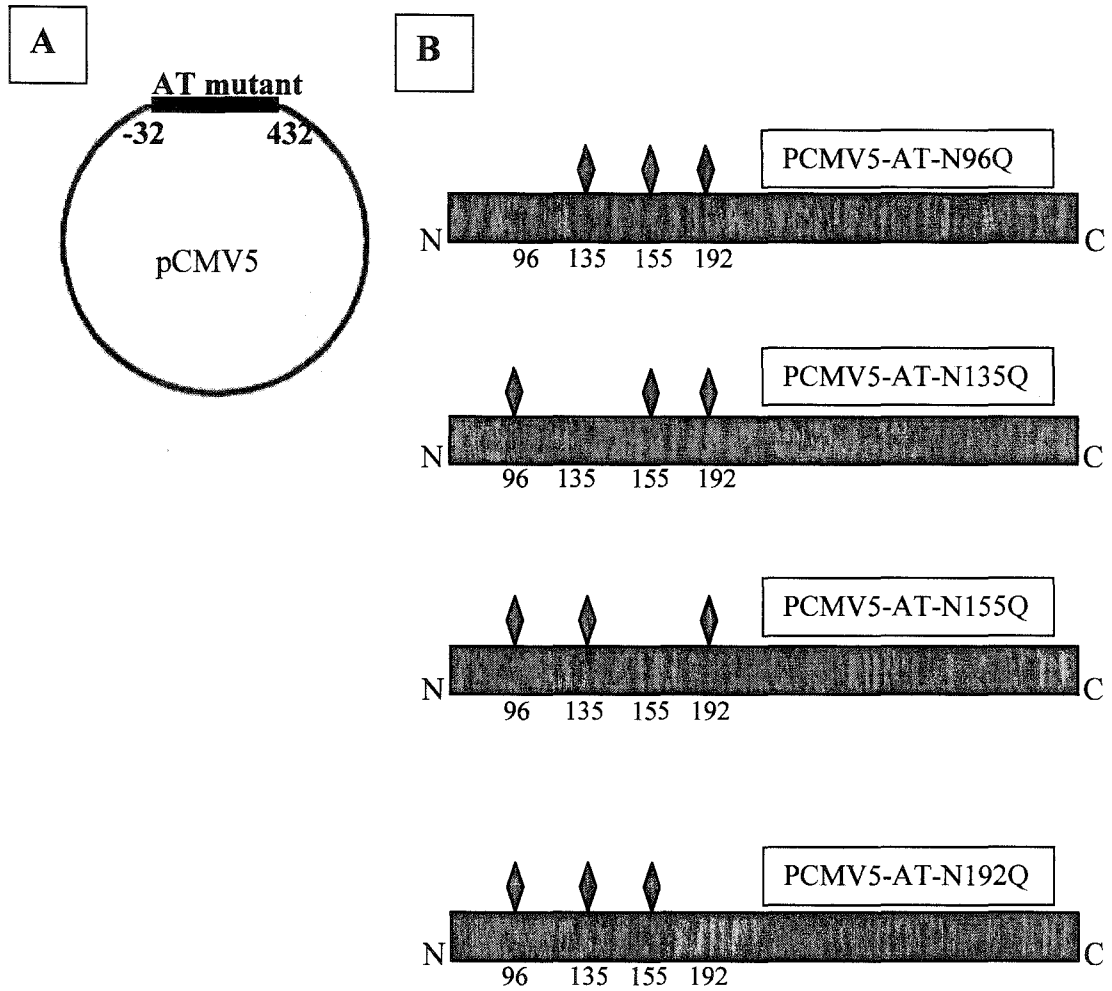 A
AT mutant
-32 432
pCMV5
B
PCMV5-AT-N96Q
N C
96 135 155 192
PCMV5-AT-N135Q
N C
96 135 155 192
PCMV5-AT-N155Q
N C
96 135 155 192
PCMV5-AT-N192Q
N C
96 135 155 192